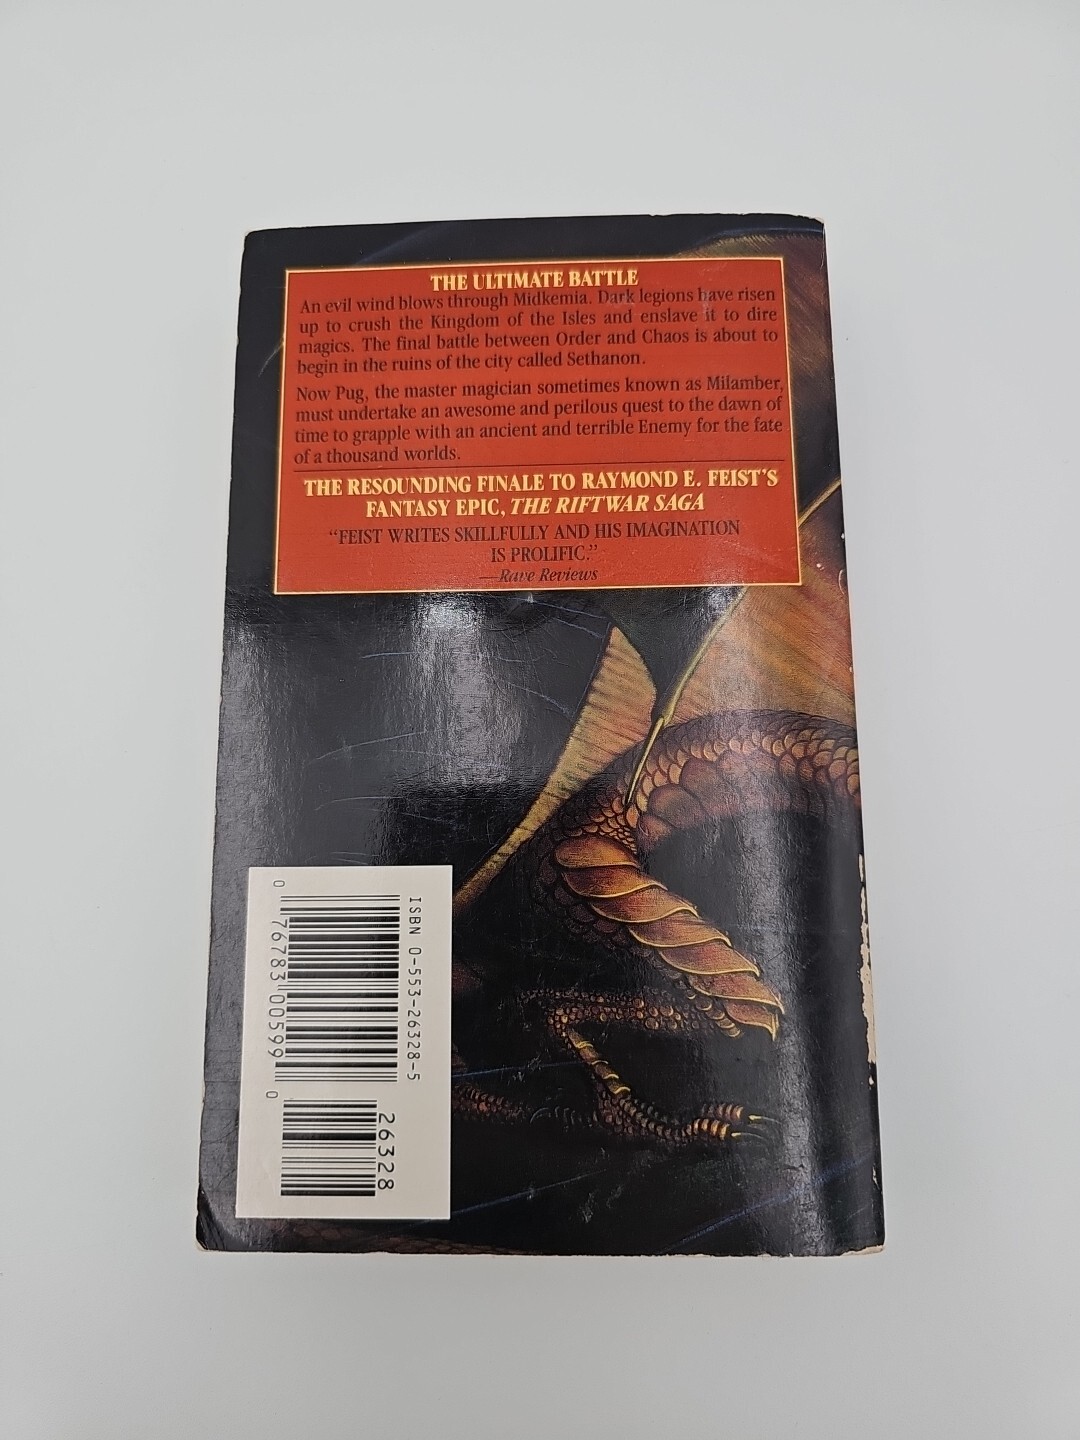 THE ULTIMATE BATTLE
An evil wind blows through Midkemia. Dark legions have risen
up to crush the Kingdom of the Isles and enslave it to dire
magics. The final battle between Order and Chaos is about to
begin in the ruins of the city called Sethanon.
Now Pug, the master magician sometimes known as Milamber,
must undertake an awesome and perilous quest to the dawn of
time to grapple with an ancient and terrible Enemy for the fate
of a thousand worlds.
THE RESOUNDING FINALE TO RAYMOND E. FEIST'S
FANTASY EPIC, THE RIFTWAR SAGA
"FEIST WRITES SKILLFULLY AND HIS IMAGINATION
IS PROLIFIC."
—Rave Reviews
ISBN 0-553-26328-5
0 76783 00599 0
26328